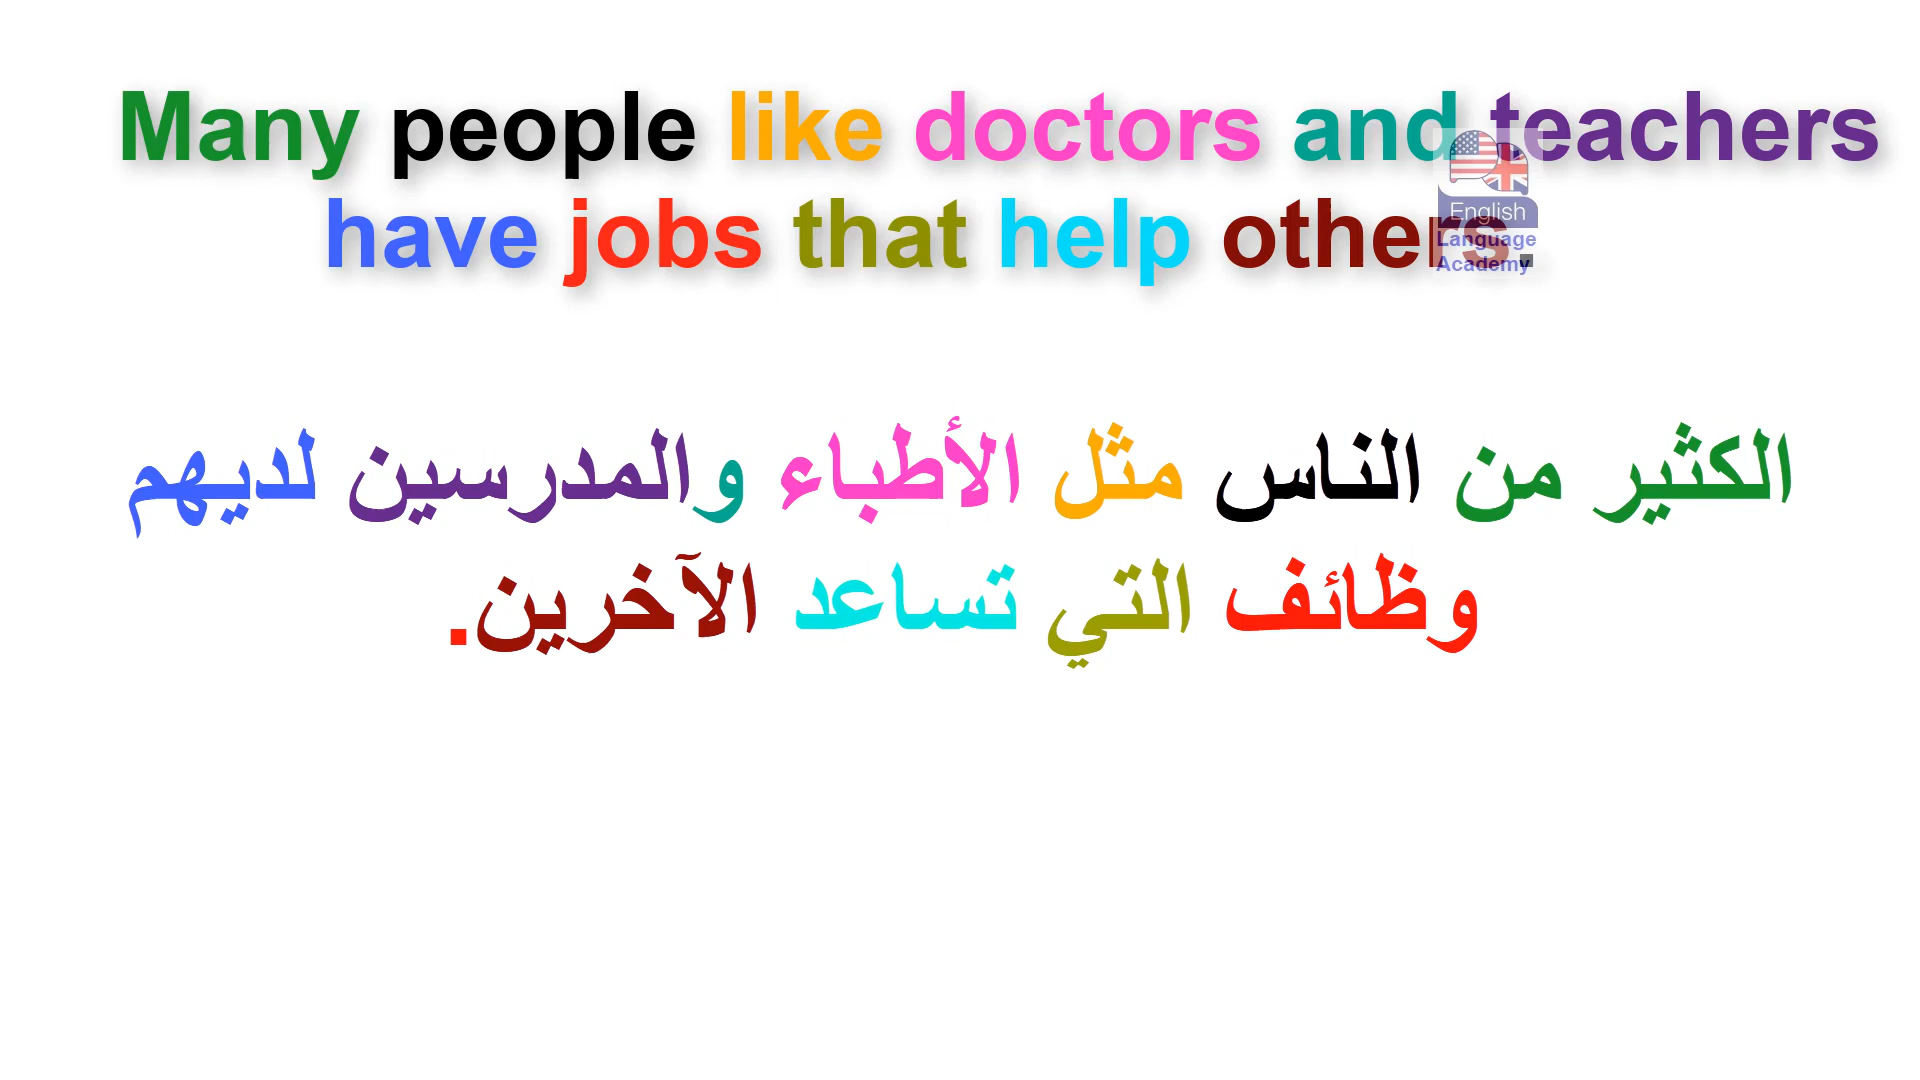 Many people like doctors and teachers
have jobs that help others.
English
Language
Academy
الكثير من الناس مثل الأطباء والمدرسين لديهم
وظائف التي تساعد الآخرين.